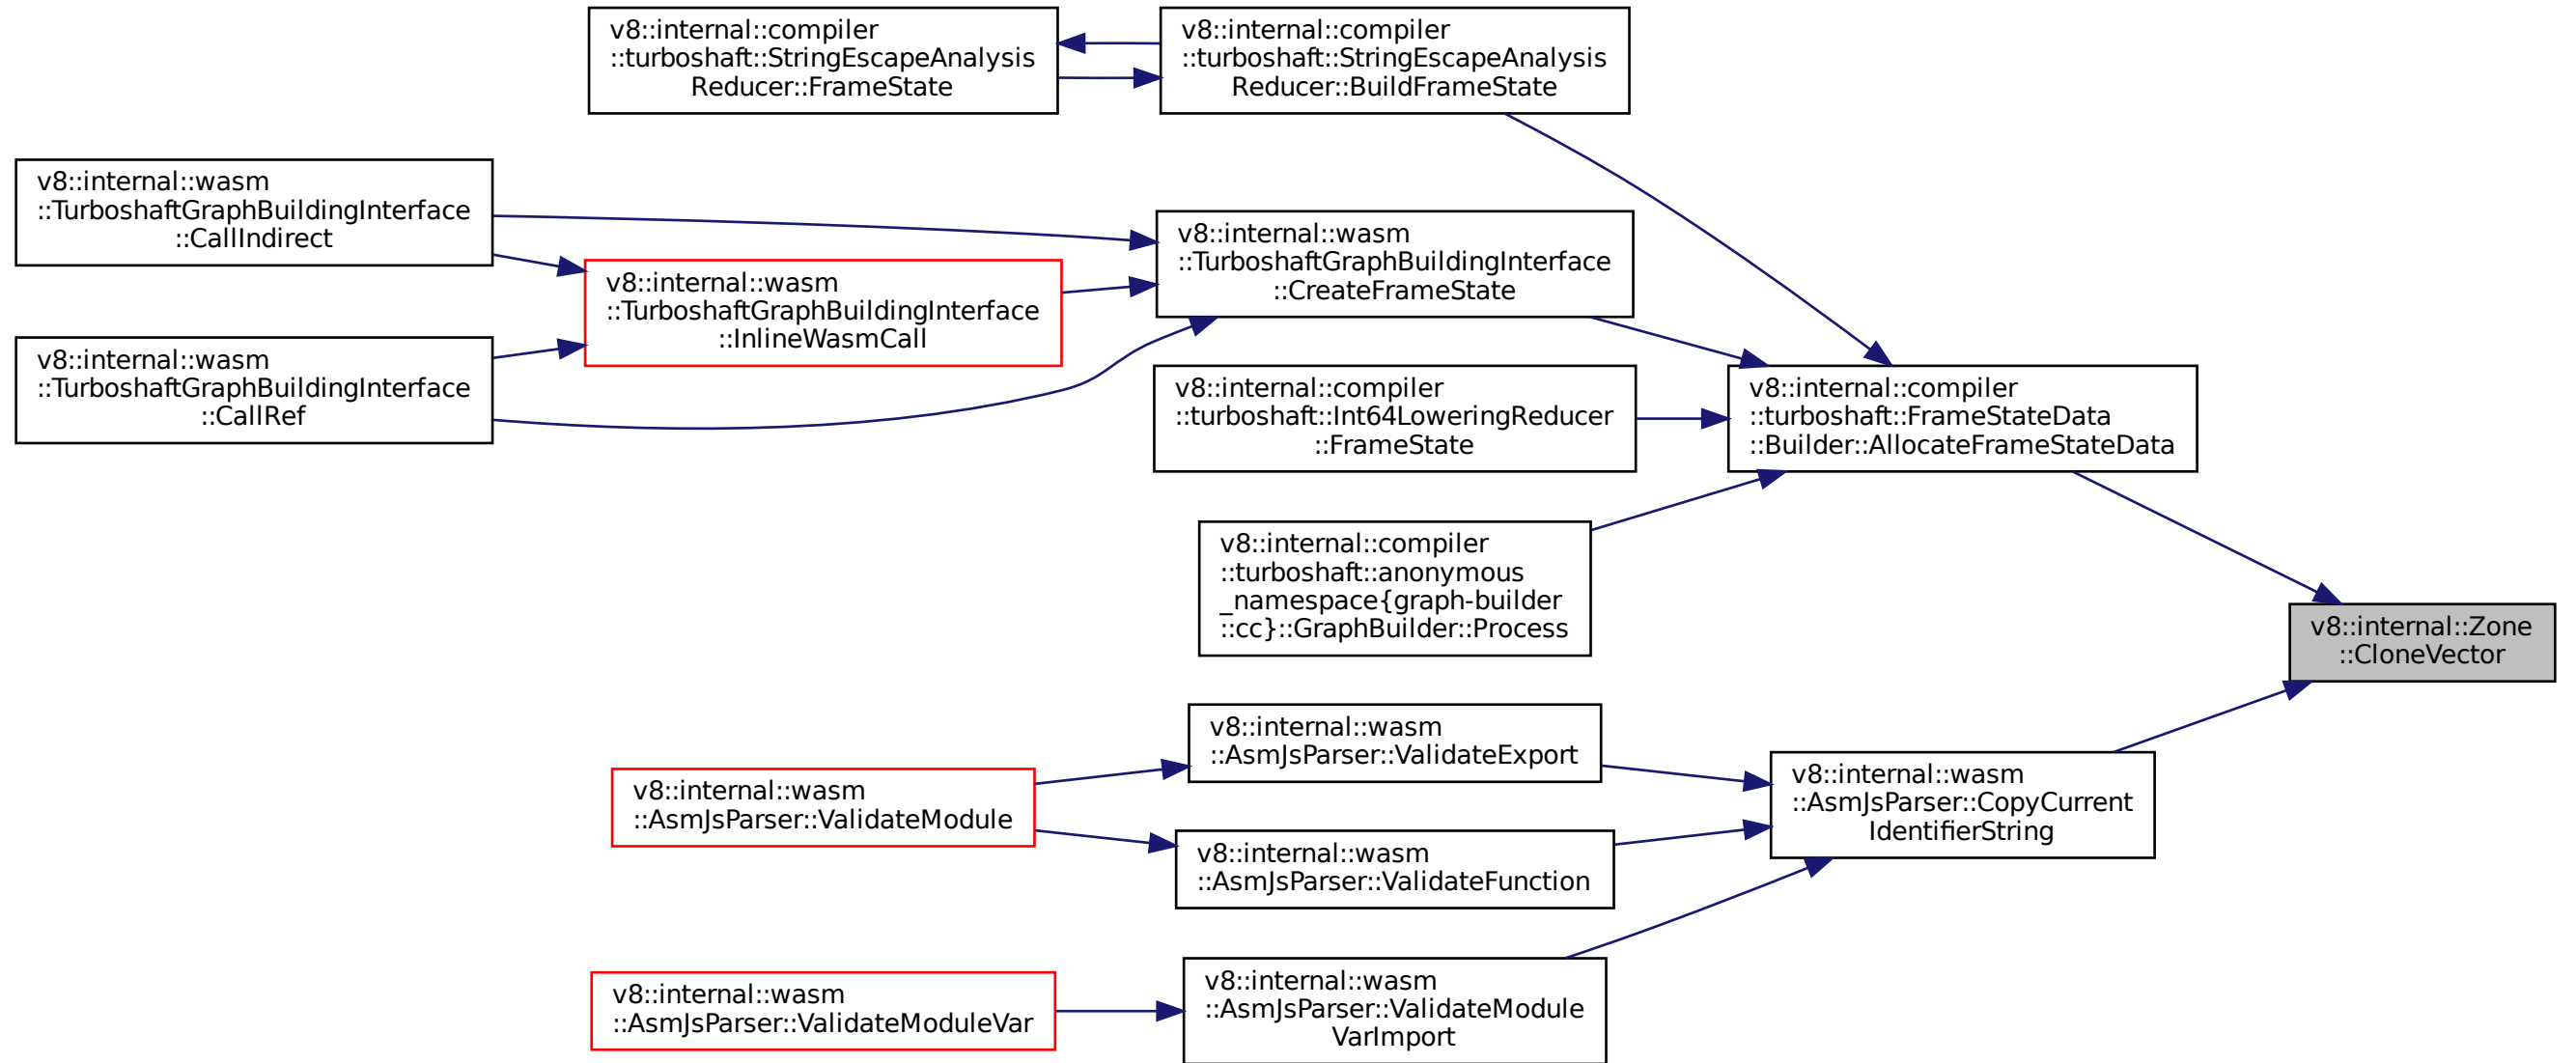 v8::internal::compiler
::turboshaft::StringEscapeAnalysis
Reducer::FrameState
v8::internal::compiler
::turboshaft::StringEscapeAnalysis
Reducer::BuildFrameState
v8::internal::wasm
::TurboshaftGraphBuildingInterface
::CallIndirect
v8::internal::wasm
::TurboshaftGraphBuildingInterface
::CreateFrameState
v8::internal::wasm
::TurboshaftGraphBuildingInterface
::InlineWasmCall
v8::internal::wasm
::TurboshaftGraphBuildingInterface
::CallRef
v8::internal::compiler
::turboshaft::Int64LoweringReducer
::FrameState
v8::internal::compiler
::turboshaft::FrameStateData
::Builder::AllocateFrameStateData
v8::internal::compiler
::turboshaft::anonymous
_namespace{graph-builder
::cc}::GraphBuilder::Process
v8::internal::Zone
::CloneVector
v8::internal::wasm
::AsmJsParser::ValidateExport
v8::internal::wasm
::AsmJsParser::ValidateModule
v8::internal::wasm
::AsmJsParser::CopyCurrent
IdentifierString
v8::internal::wasm
::AsmJsParser::ValidateFunction
v8::internal::wasm
::AsmJsParser::ValidateModuleVar
v8::internal::wasm
::AsmJsParser::ValidateModule
VarImport